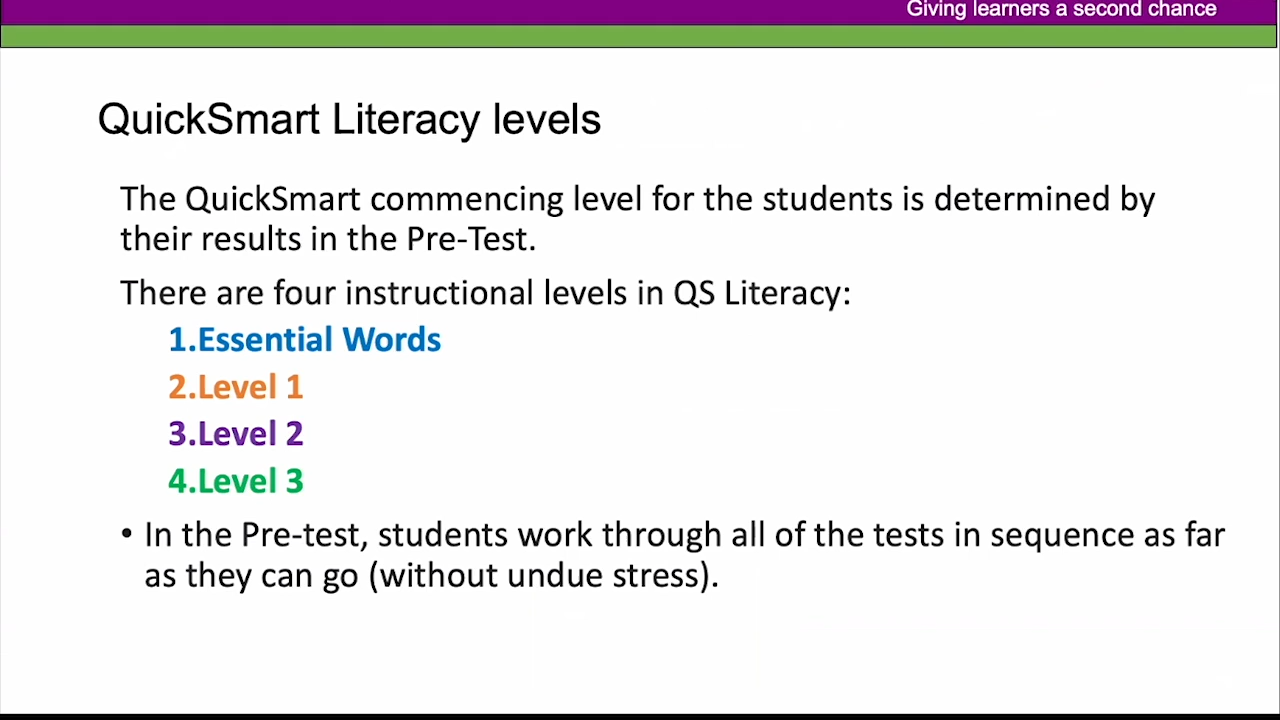 Giving learners a second chance
QuickSmart Literacy levels
The QuickSmart commencing level for the students is determined by
their results in the Pre-Test.
There are four instructional levels in QS Literacy:
1.Essential Words
2.Level 1
3.Level 2
4.Level 3
• In the Pre-test, students work through all of the tests in sequence as far
as they can go (without undue stress).